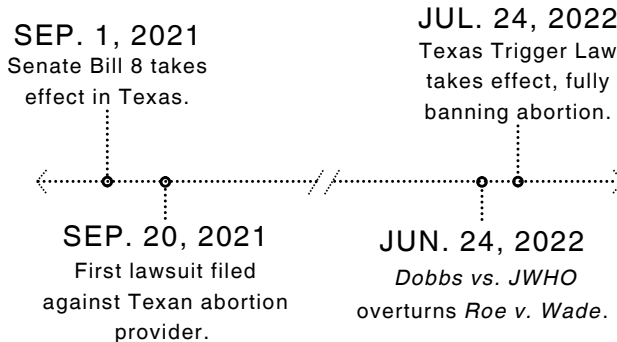 SEP. 1, 2021
Senate Bill 8 takes
effect in Texas.
SEP. 20, 2021
First lawsuit filed
against Texan abortion
provider.
JUN. 24, 2022
Dobbs vs. JWHO
overturns Roe v. Wade.
JUL. 24, 2022
Texas Trigger Law
takes effect, fully
banning abortion.